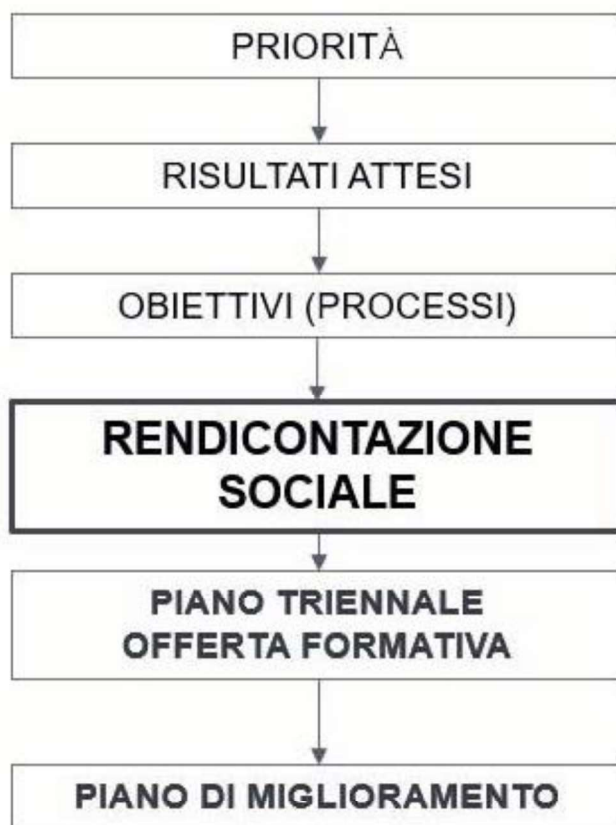 PRIORITÀ
RISULTATI ATTESI
OBIETTIVI (PROCESSI)
RENDICONTAZIONE
SOCIALE
PIANO TRIENNALE
OFFERTA FORMATIVA
PIANO DI MIGLIORAMENTO